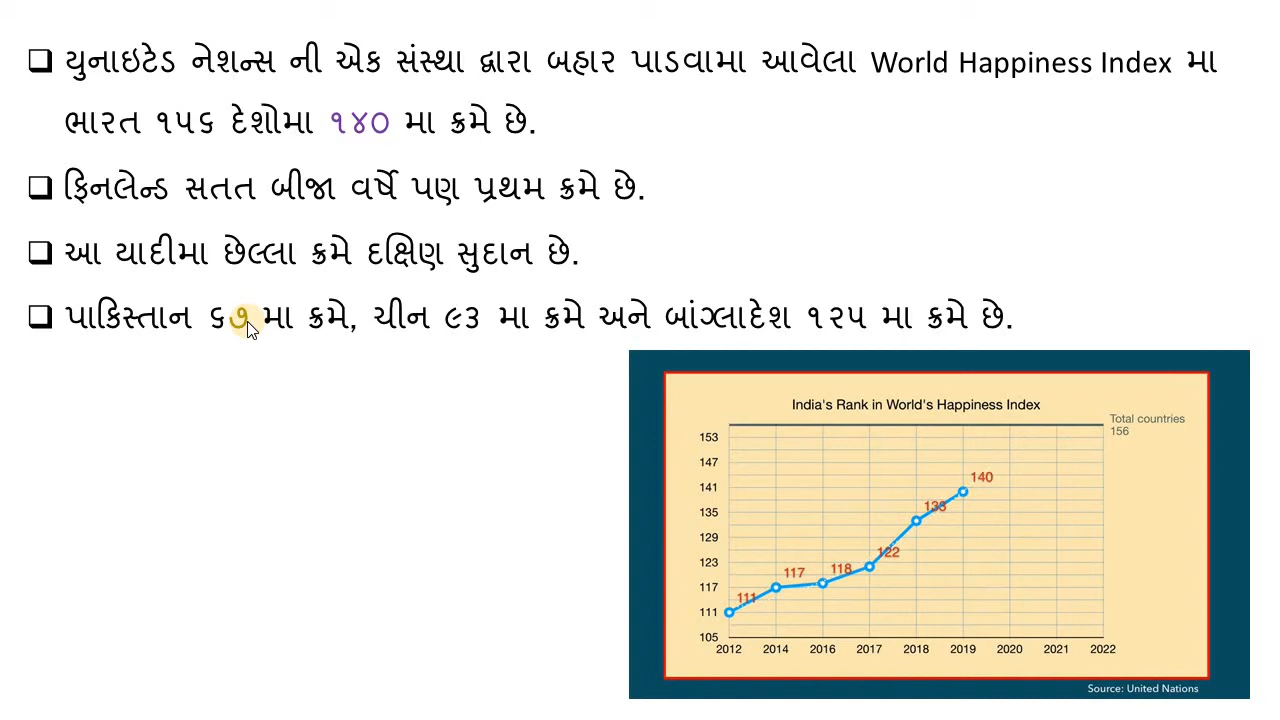 ❑ યુનાઇટેડ નેશન્સ ની એક સંસ્થા દ્વારા બહાર પાડવામા આવેલા World Happiness Index મા
ભારત ૧૫૬ દેશોમા ૧૪૦ મા ક્રમે છે.
❑ ફિનલેન્ડ સતત બીજા વર્ષે પણ પ્રથમ ક્રમે છે.
❑ આ યાદીમા છેલ્લા ક્રમે દક્ષિણ સુદાન છે.
❑ પાકિસ્તાન ૬૭ મા ક્રમે, ચીન ૯૩ મા ક્રમે અને બાંગ્લાદેશ ૧૨૫ મા ક્રમે છે.
India's Rank in World's Happiness Index
Total countries
156
153
147
141
135
129
123
117
111
105
140
133
122
118
117
111
2012 2014 2016 2017 2018 2019 2020 2021 2022
Source: United Nations